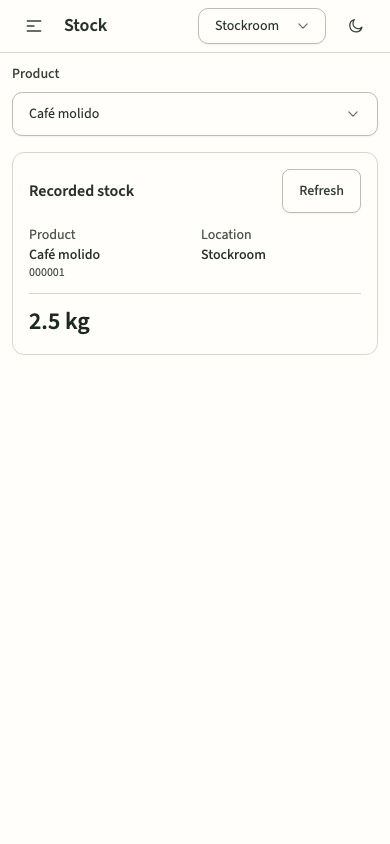 Stock
Stockroom
Product
Café molido
Recorded stock
Refresh
Product
Location
Café molido
Stockroom
000001
2.5 kg